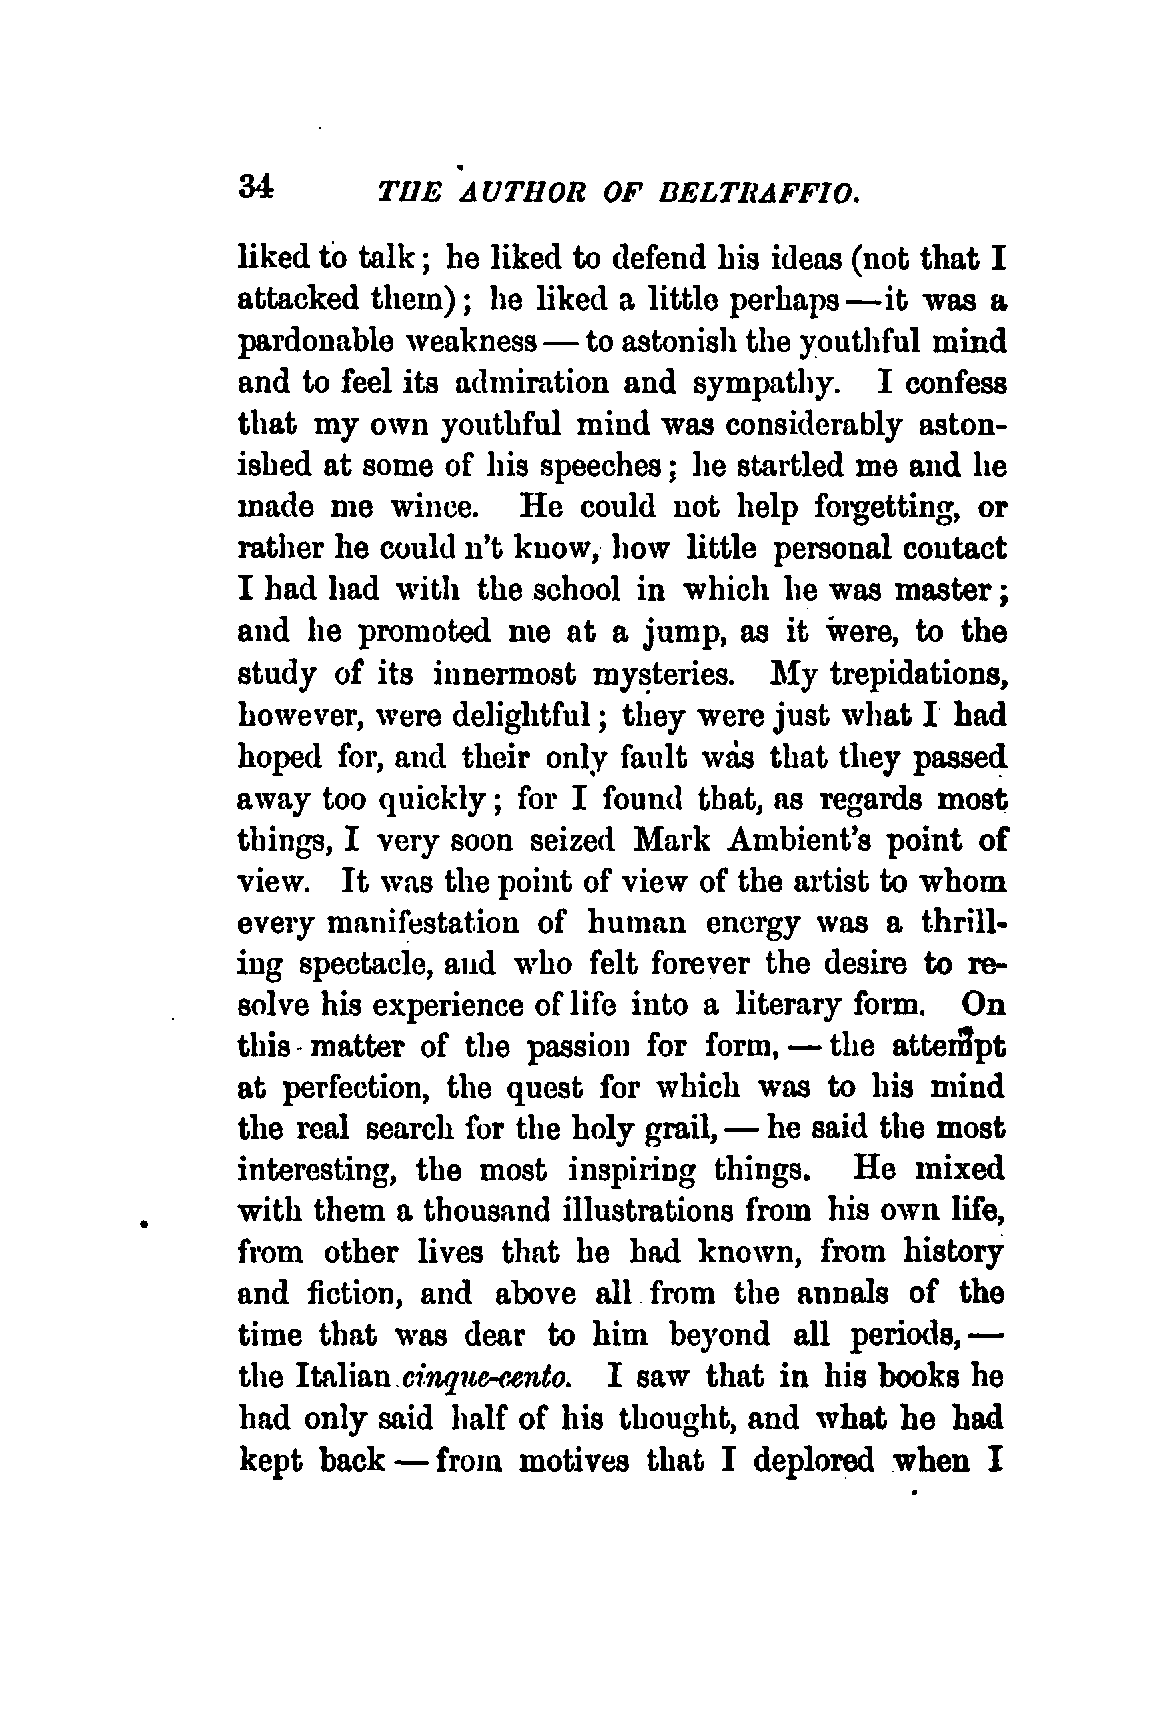 34 THE AUTHOR OF BELTRAFFIO.
liked to talk; he liked to defend his ideas (not that I
attacked them); he liked a little perhaps—it was a
pardonable weakness — to astonish the youthful mind
and to feel its admiration and sympathy. I confess
that my own youthful mind was considerably aston-
ished at some of his speeches; he startled me and he
made me wince. He could not help forgetting, or
rather he could n't know, how little personal contact
I had had with the school in which he was master;
and he promoted me at a jump, as it were, to the
study of its innermost mysteries. My trepidations,
however, were delightful; they were just what I had
hoped for, and their only fault was that they passed
away too quickly; for I found that, as regards most
things, I very soon seized Mark Ambient's point of
view. It was the point of view of the artist to whom
every manifestation of human energy was a thrill-
ing spectacle, and who felt forever the desire to re-
solve his experience of life into a literary form. On
this matter of the passion for form, — the attempt
at perfection, the quest for which was to his mind
the real search for the holy grail, — he said the most
interesting, the most inspiring things. He mixed
with them a thousand illustrations from his own life,
from other lives that he had known, from history
and fiction, and above all from the annals of the
time that was dear to him beyond all periods, —
the Italian cinque-cento. I saw that in his books he
had only said half of his thought, and what he had
kept back — from motives that I deplored when I